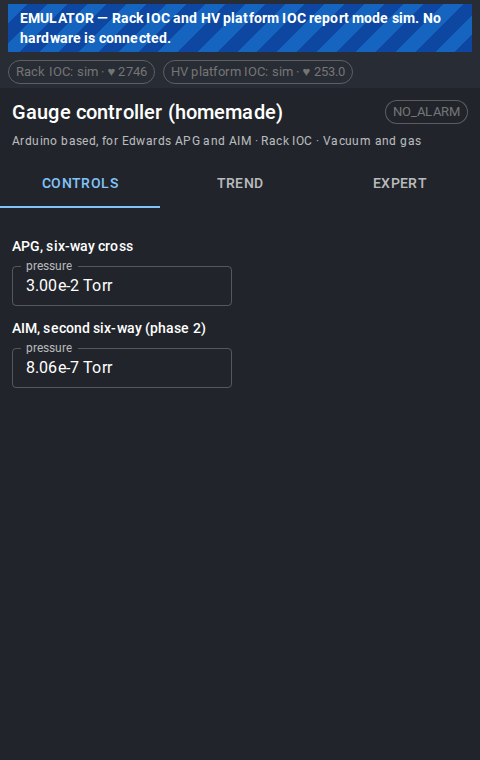 EMULATOR — Rack IOC and HV platform IOC report mode sim. No
hardware is connected.
Rack IOC: sim · ♥ 2746
HV platform IOC: sim · ♥ 253.0
Gauge controller (homemade)
NO_ALARM
Arduino based, for Edwards APG and AIM · Rack IOC · Vacuum and gas
CONTROLS
TREND
EXPERT
APG, six-way cross
pressure
3.00e-2 Torr
AIM, second six-way (phase 2)
pressure
8.06e-7 Torr